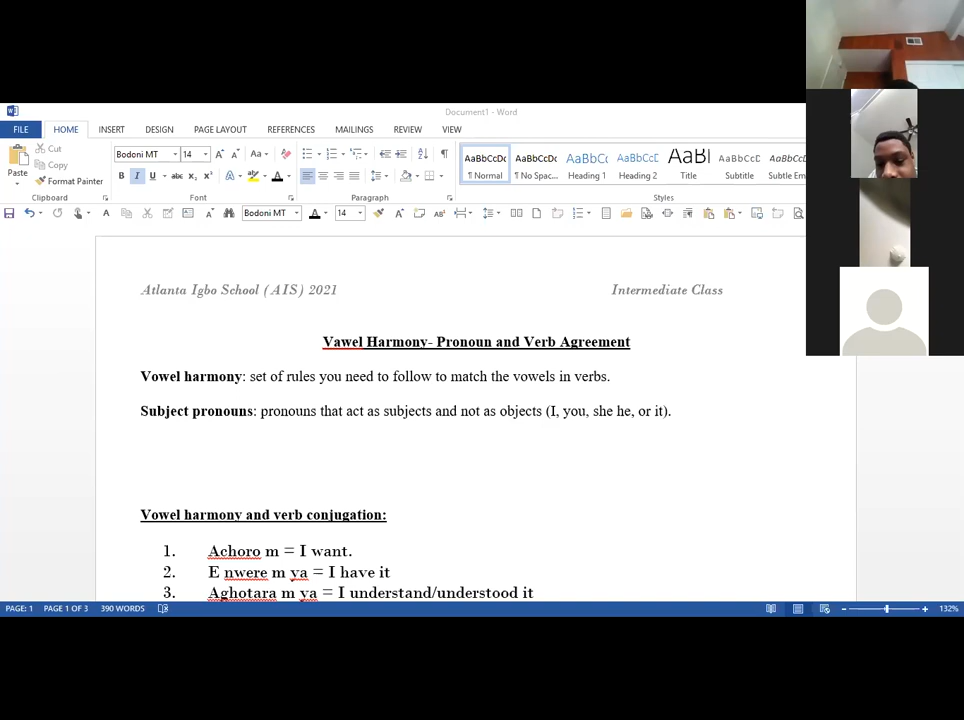 Document1 - Word
FILE HOME INSERT DESIGN PAGE LAYOUT REFERENCES MAILINGS REVIEW VIEW
Cut
Copy
Paste
Format Painter
Bodoni MT 14
AaBbCcDc AaBbCcDc AaBbCc AaBbCcD AaBl AaBbCcD AaBbCcDc
¶ Normal ¶ No Spac... Heading 1 Heading 2 Title Subtitle Subtle Em
Clipboard Font Paragraph Styles
Bodoni MT 14
Atlanta Igbo School (AIS) 2021 Intermediate Class
Vawel Harmony- Pronoun and Verb Agreement
Vowel harmony: set of rules you need to follow to match the vowels in verbs.
Subject pronouns: pronouns that act as subjects and not as objects (I, you, she he, or it).
Vowel harmony and verb conjugation:
1. Achoro m = I want.
2. E nwere m ya = I have it
3. Aghotara m ya = I understand/understood it
PAGE: 1 PAGE 1 OF 3 390 WORDS 132%